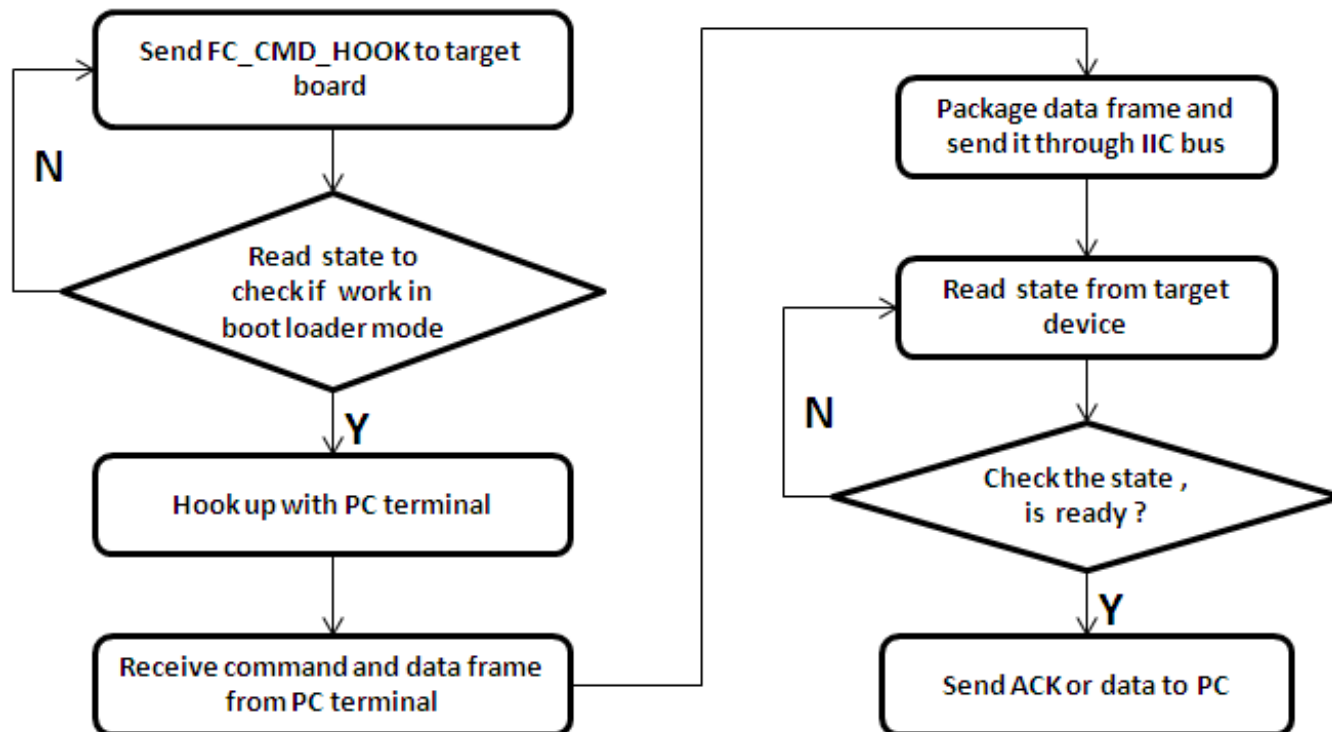 Send FC_CMD_HOOK to target
board
N
Read state to
check if work in
boot loader mode
Y
Hook up with PC terminal
Receive command and data frame
from PC terminal
Package data frame and
send it through IIC bus
Read state from target
device
N
Check the state ,
is ready ?
Y
Send ACK or data to PC